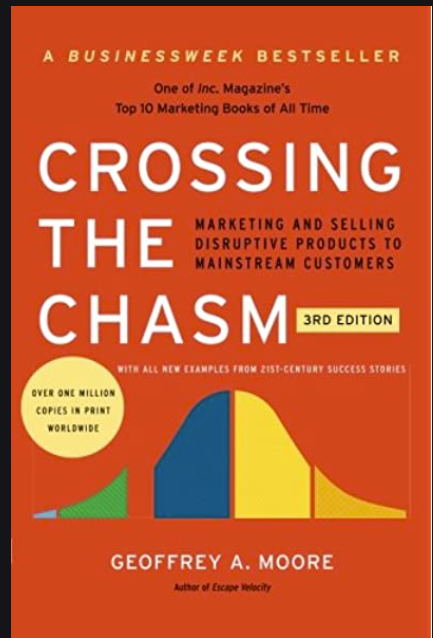 A BUSINESSWEEK BESTSELLER
One of Inc. Magazine's
Top 10 Marketing Books of All Time
CROSSING
THE
MARKETING AND SELLING
DISRUPTIVE PRODUCTS TO
MAINSTREAM CUSTOMERS
CHASM
3RD EDITION
WITH ALL NEW EXAMPLES FROM 21ST-CENTURY SUCCESS STORIES
OVER ONE MILLION
COPIES IN PRINT
WORLDWIDE
GEOFFREY A. MOORE
Author of Escape Velocity